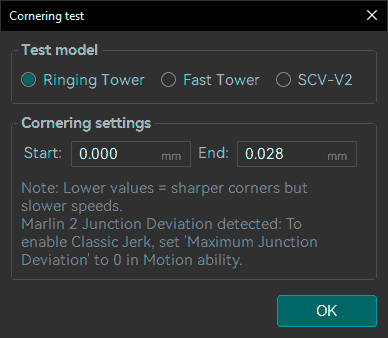 Cornering test
Test model
Ringing Tower Fast Tower SCV-V2
Cornering settings
Start: 0.000 mm End: 0.028 mm
Note: Lower values = sharper corners but
slower speeds.
Marlin 2 Junction Deviation detected: To
enable Classic Jerk, set 'Maximum Junction
Deviation' to 0 in Motion ability.
OK